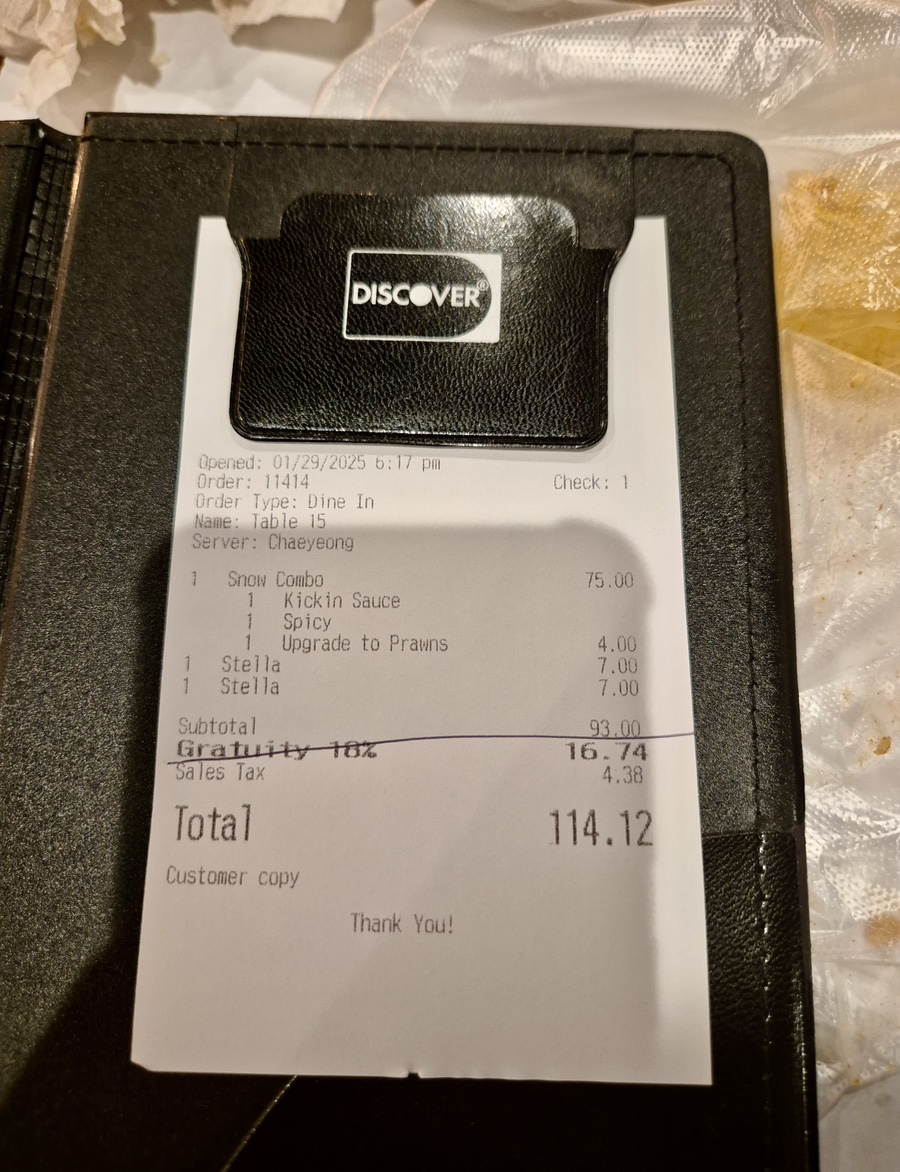 DISCOVER®
Opened: 01/29/2025 6:17 pm
Order: 11414 Check: 1
Order Type: Dine In
Name: Table 15
Server: Chaeyeong
1 Snow Combo 75.00
1 Kickin Sauce
1 Spicy
1 Upgrade to Prawns 4.00
1 Stella 7.00
1 Stella 7.00
Subtotal 93.00
Gratuity 18% 16.74
Sales Tax 4.38
Total 114.12
Customer copy
Thank You!